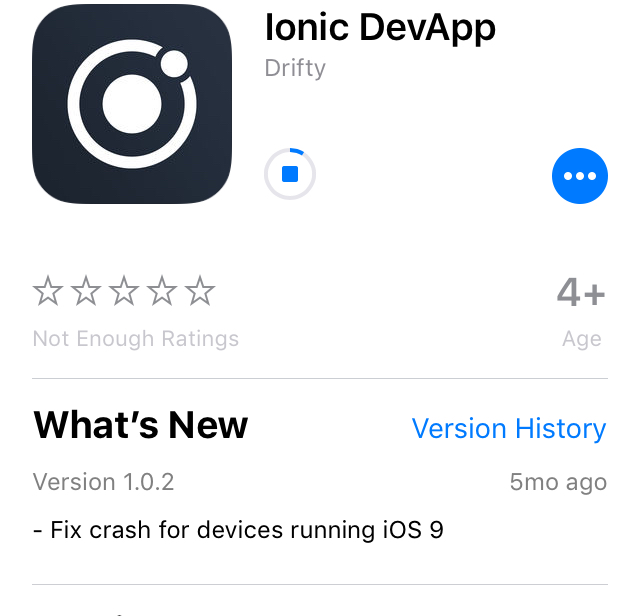 Ionic DevApp
Drifty
4+
Not Enough Ratings
Age
What’s New
Version History
Version 1.0.2
5mo ago
- Fix crash for devices running iOS 9